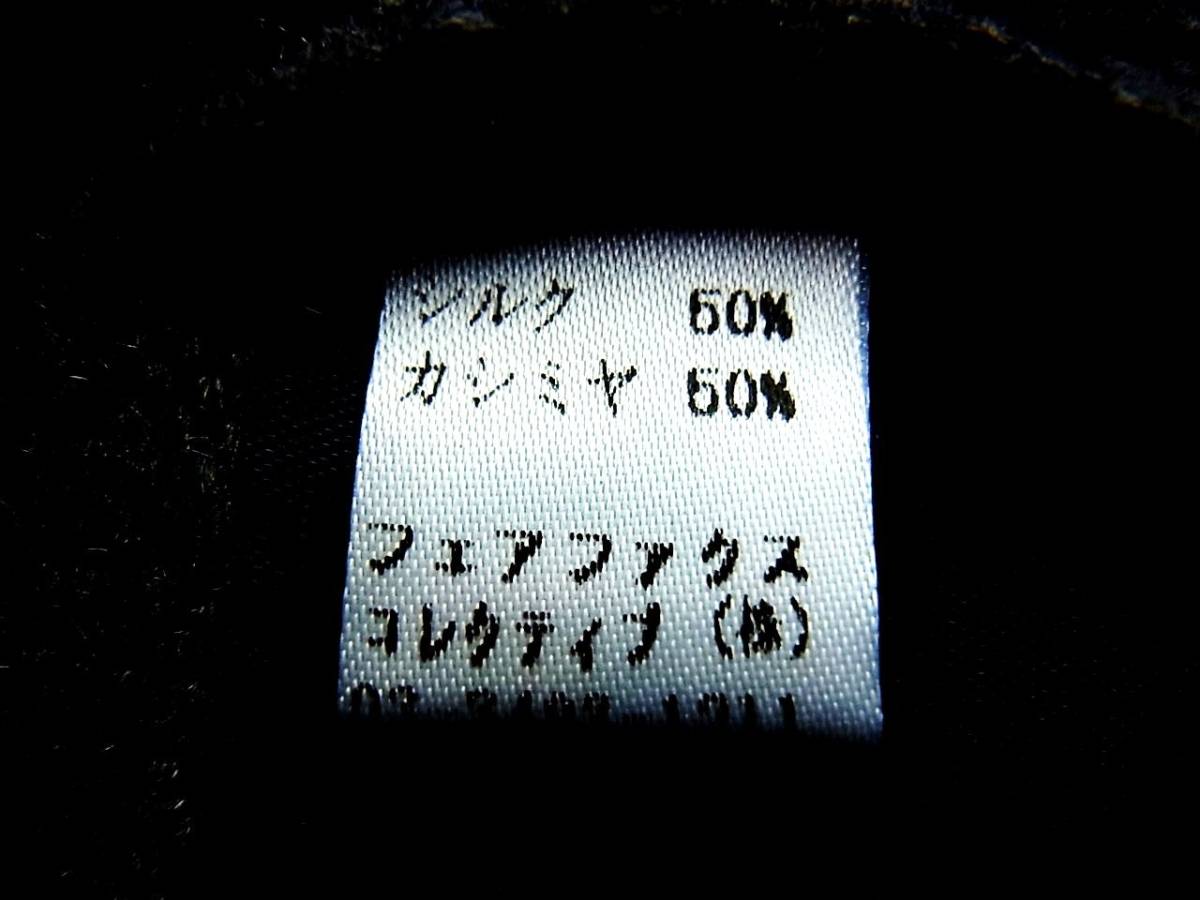 シルク 50%
カシミヤ 50%
フェアファクス
コレクティブ (株)